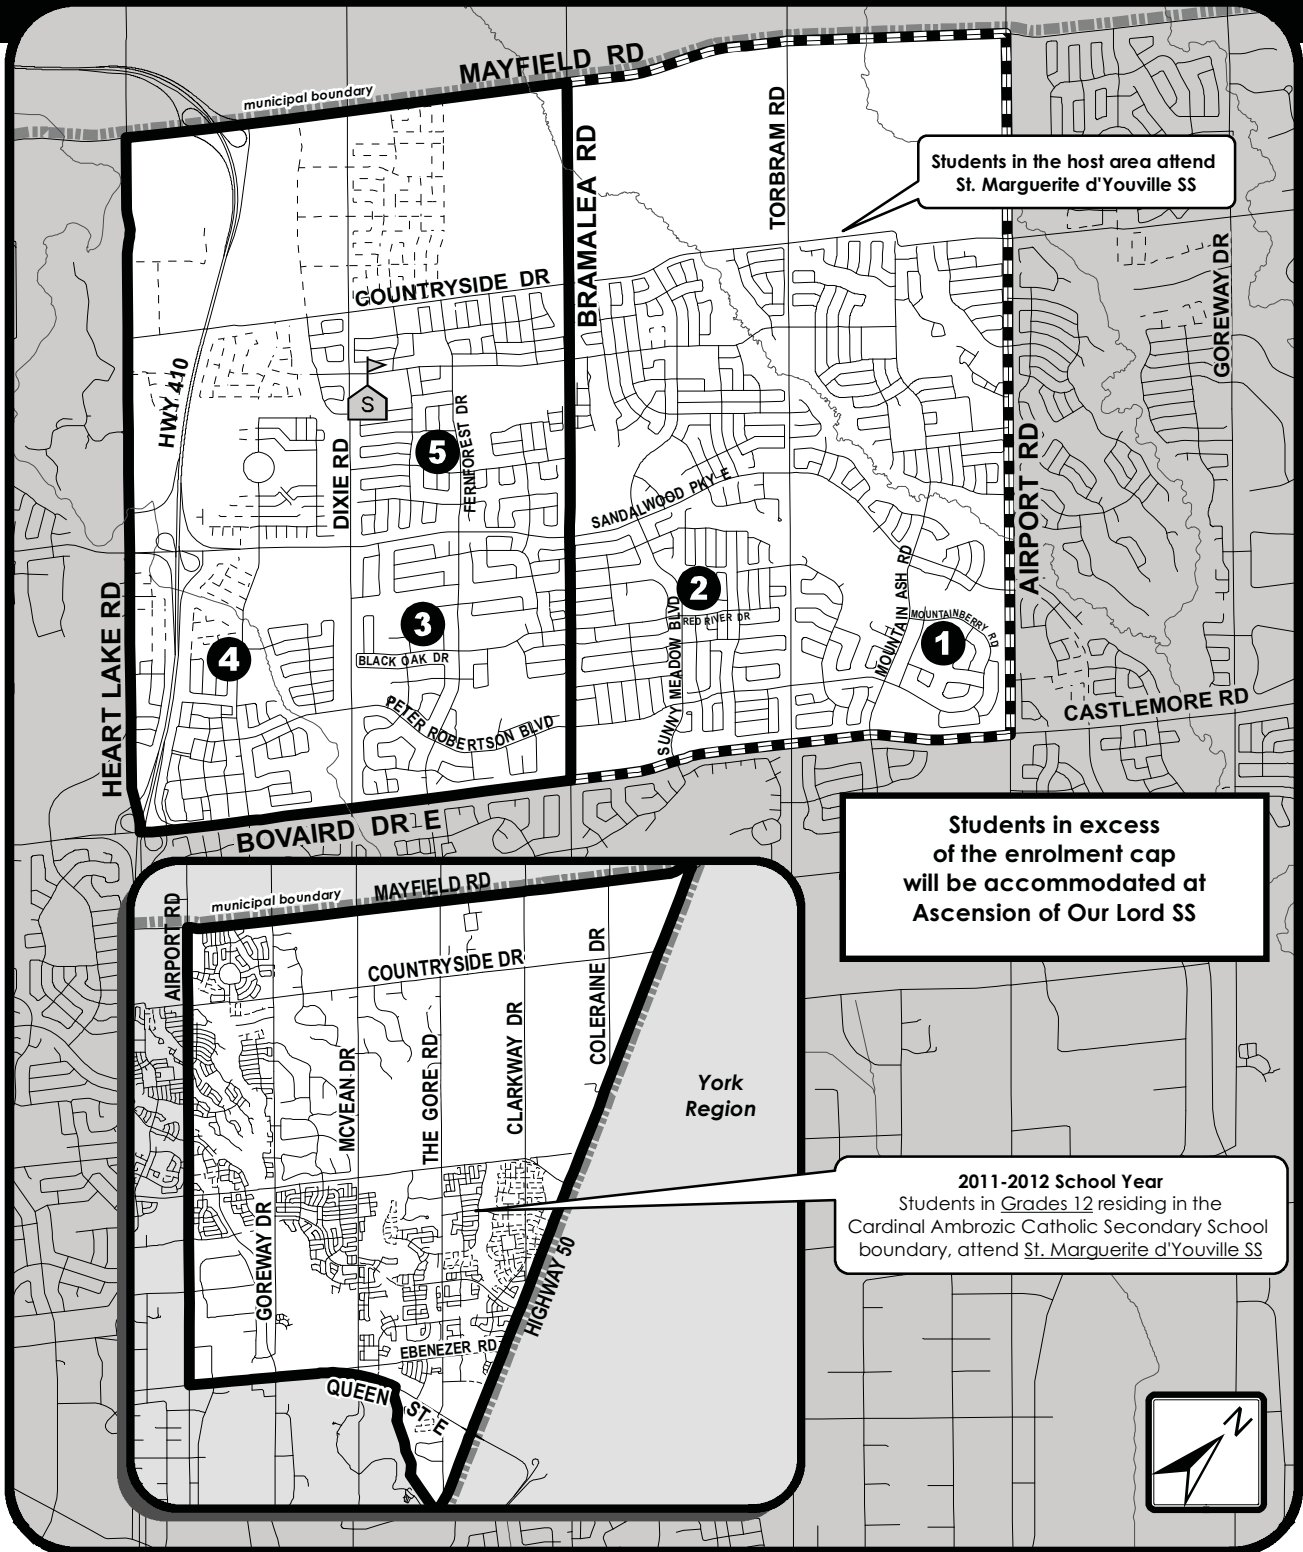 MAYFIELD RD
municipal boundary
BRAMALEA RD
TORBRAM RD
Students in the host area attend
St. Marguerite d'Youville SS
GOREWAY DR
COUNTRYSIDE DR
HWY 410
S
DIXIE RD
5
FERNFOREST DR
SANDALWOOD PKY E
AIRPORT RD
HEART LAKE RD
2
RED RIVER DR
SUNNY MEADOW BLVD
MOUNTAIN ASH RD
MOUNTAINBERRY RD
1
3
4
BLACK OAK DR
PETER ROBERTSON BLVD
CASTLEMORE RD
BOVAIRD DR E
Students in excess
of the enrolment cap
will be accommodated at
Ascension of Our Lord SS
MAYFIELD RD
municipal boundary
AIRPORT RD
COUNTRYSIDE DR
COLERAINE DR
CLARKWAY DR
THE GORE RD
MCVEAN DR
York
Region
GOREWAY DR
HIGHWAY 50
EBENEZER RD
QUEEN ST E
2011-2012 School Year
Students in Grades 12 residing in the
Cardinal Ambrozic Catholic Secondary School
boundary, attend St. Marguerite d'Youville SS
N